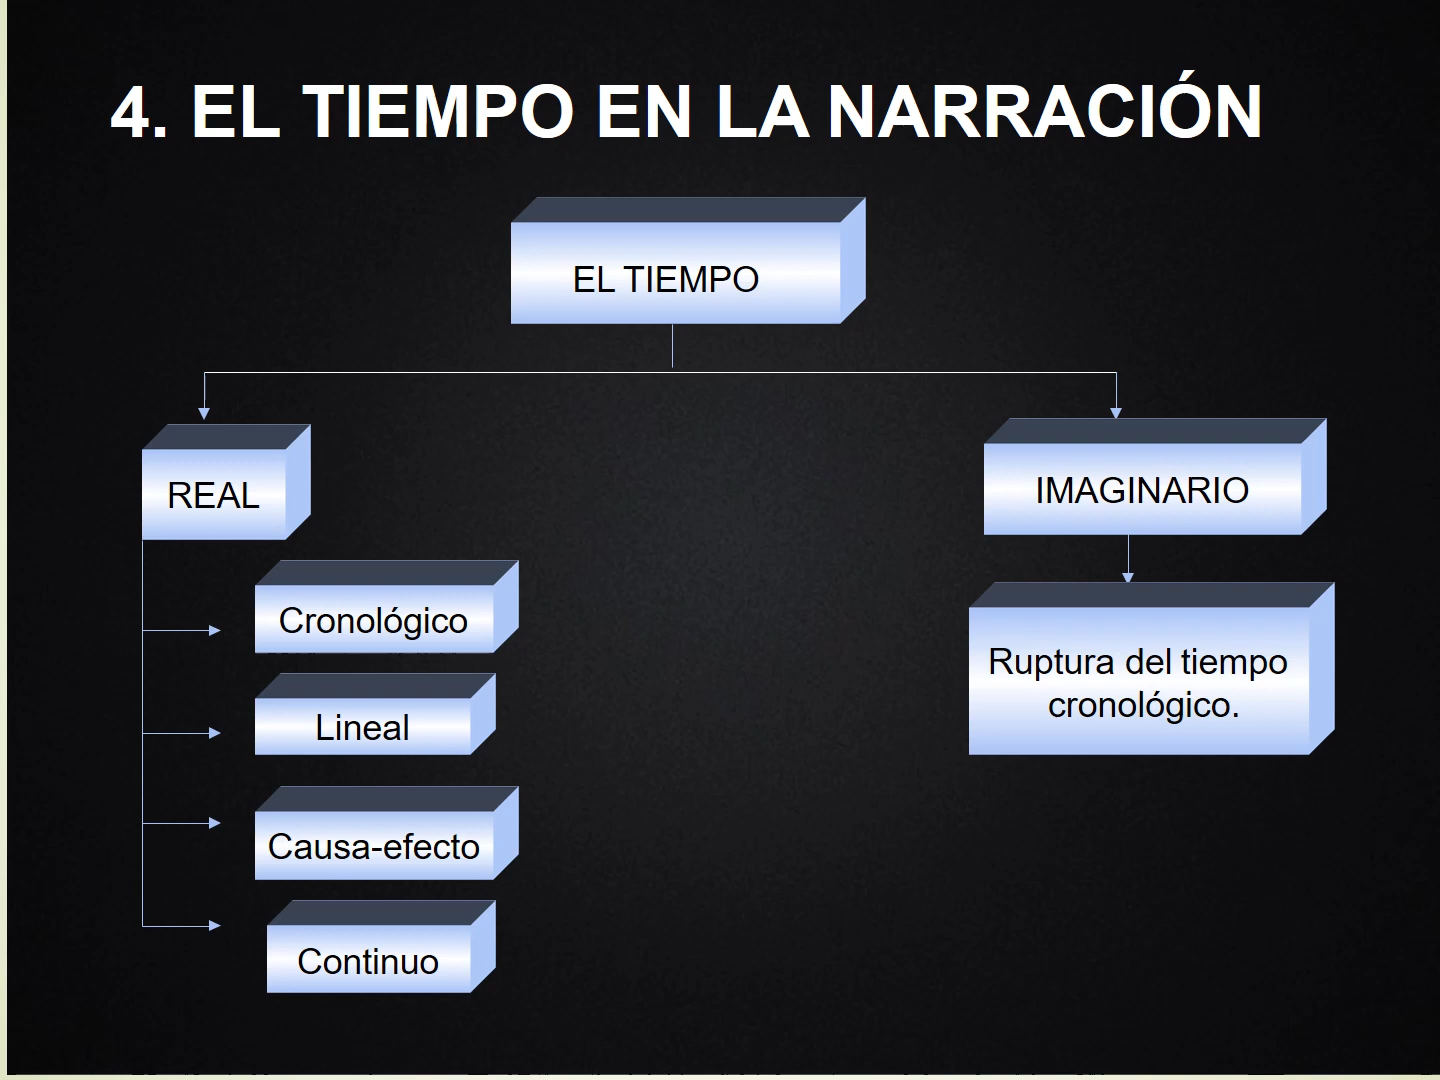 4. EL TIEMPO EN LA NARRACIÓN
EL TIEMPO
REAL
IMAGINARIO
Cronológico
Lineal
Causa-efecto
Continuo
Ruptura del tiempo
cronológico.